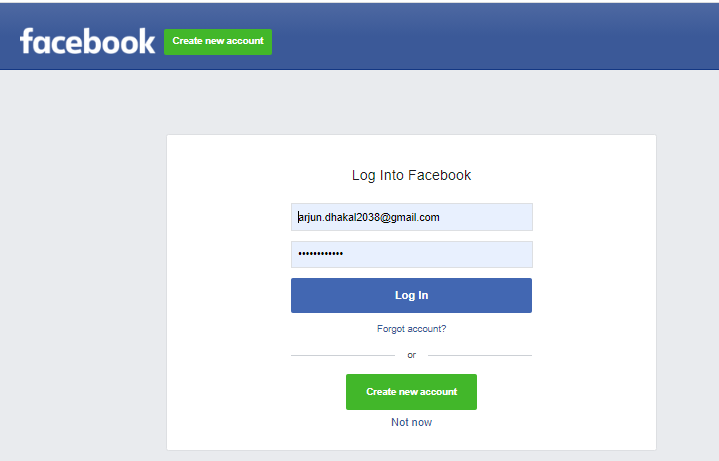 facebook Create new account
Log Into Facebook
arjun.dhakal2038@gmail.com
••••••••••••
Log In
Forgot account?
or
Create new account
Not now